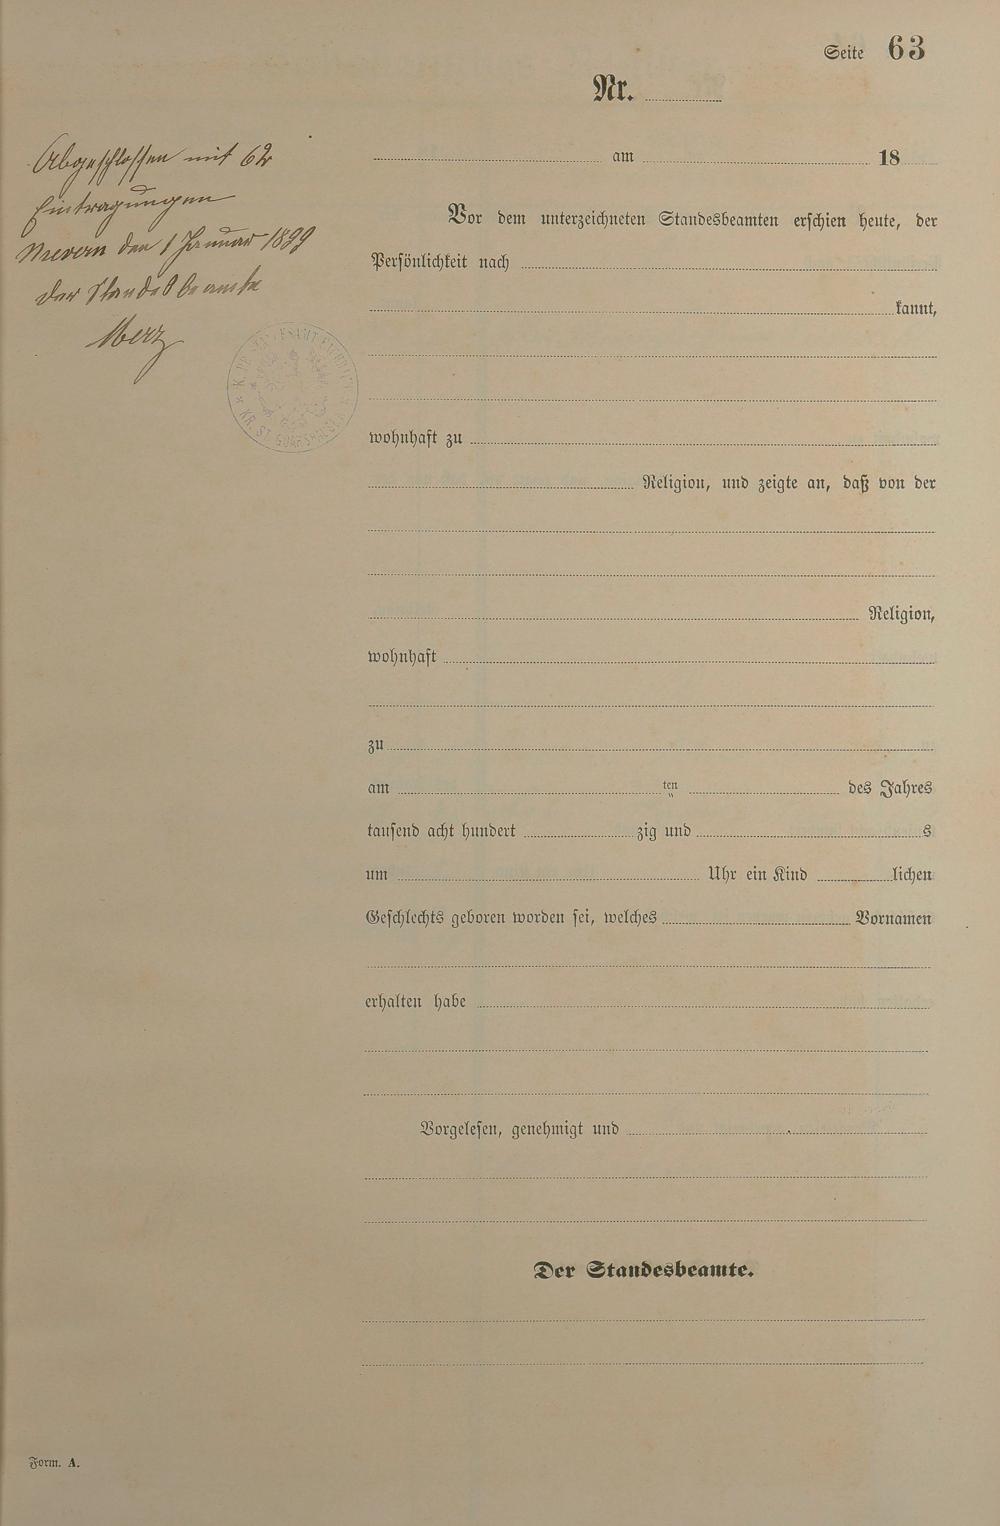 Seite 63
Nr.
Abgeschlossen mit 62
Eintragungen
den 1 Januar 1899
der Standesbeamte
Merz
ST. GOARSHAUSEN
am 18
Vor dem unterzeichneten Standesbeamten erschien heute, der
Persönlichkeit nach
kannt,
wohnhaft zu
Religion, und zeigte an, daß von der
Religion,
wohnhaft
zu
am ten des Jahres
tausend acht hundert zig und s
um Uhr ein Kind lichen
Geschlechts geboren worden sei, welches Vornamen
erhalten habe
Vorgelesen, genehmigt und
Der Standesbeamte.
Form. A.